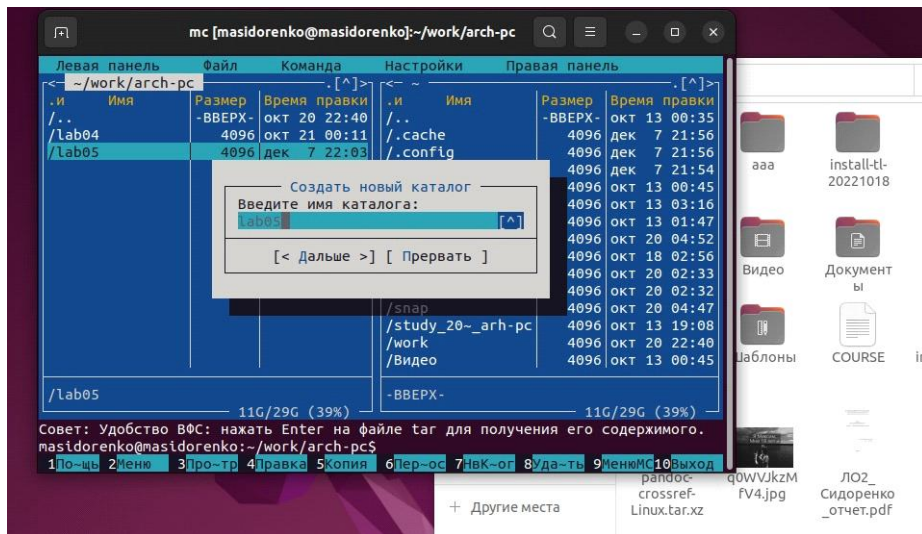 mc [masidorenko@masidorenko]:~/work/arch-pc
Левая панель Файл Команда Настройки Правая панель
<- ~/work/arch-pc .[^]> <- ~ .[^]>
.и Имя Размер Время правки .и Имя Размер Время правки
/.. -ВВЕРХ- окт 20 22:40 /.. -ВВЕРХ- окт 13 00:35
/lab04 4096 окт 21 00:11 /.cache 4096 дек 7 21:56
/lab05 4096 дек 7 22:03 /.config 4096 дек 7 21:56
4096 дек 7 21:54
Создать новый каталог 4096 окт 13 00:45
Введите имя каталога: 4096 окт 13 03:16
lab05 [^] 4096 окт 13 01:47
4096 окт 20 04:52
[< Дальше >] [ Прервать ] 4096 окт 18 02:56
4096 окт 20 02:33
4096 окт 20 02:32
/snap 4096 окт 20 04:47
/study_20~_arh-pc 4096 окт 13 19:08
/work 4096 окт 20 22:40
/Видео 4096 окт 13 00:45
/lab05 -ВВЕРХ-
11G/29G (39%) 11G/29G (39%)
Совет: Удобство ВФС: нажать Enter на файле tar для получения его содержимого.
masidorenko@masidorenko:~/work/arch-pc$
1По~щь 2Меню 3Про~тр 4Правка 5Копия 6Пер~ос 7НвК~ог 8Уда~ть 9МенюMC 10Выход
aaa
install-tl-
20221018
Видео
Документ
ы
Шаблоны
COURSE
pandoc-
crossref-
Linux.tar.xz
q0WVJkzM
fV4.jpg
ЛО2_
Сидоренко
_отчет.pdf
+ Другие места